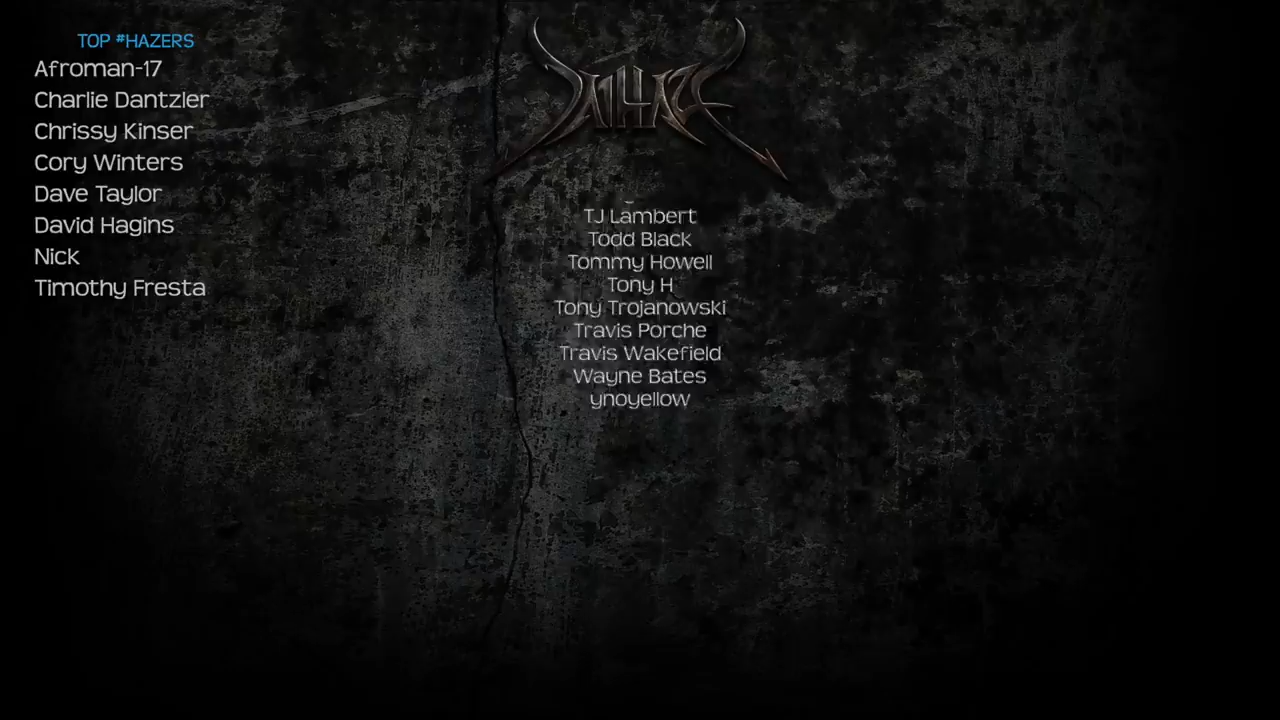 TOP #HAZERS
Afroman-17
Charlie Dantzler
Chrissy Kinser
Cory Winters
Dave Taylor
David Hagins
Nick
Timothy Fresta
TJ Lambert
Todd Black
Tommy Howell
Tony H
Tony Trojanowski
Travis Porche
Travis Wakefield
Wayne Bates
ynoyellow